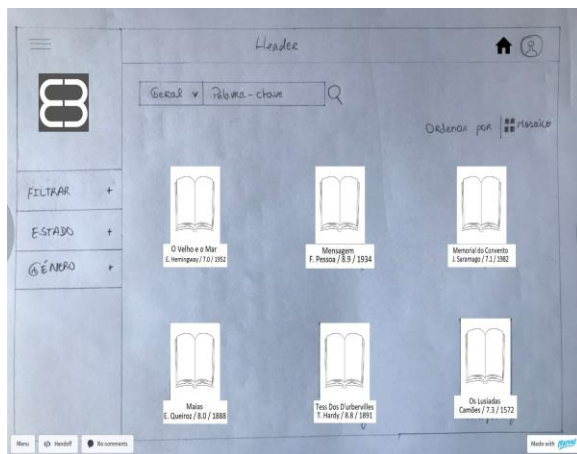 Header
Geral v Palavra-chave
Ordenar por Mosaico
FILTRAR +
ESTADO +
GÉNERO +
O Velho e o Mar
E. Hemingway / 7.0 / 1952
Mensagem
F. Pessoa / 8.9 / 1934
Memorial do Convento
J. Saramago / 7.1 / 1982
Maias
E. Queiroz / 8.0 / 1888
Tess Dos D'urbervilles
T. Hardy / 8.8 / 1891
Os Lusiadas
Camões / 7.3 / 1572
Menu Handoff No comments
Made with Marvel